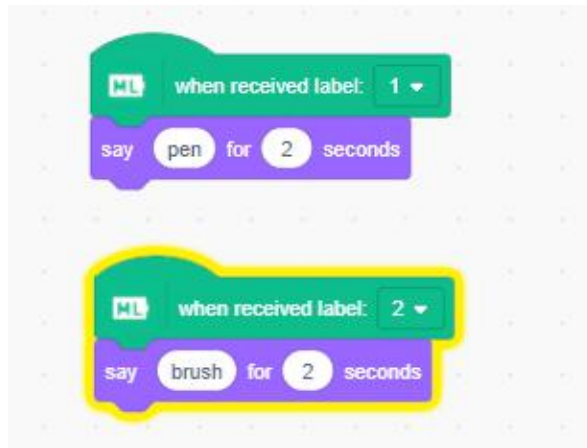 ML when received label: 1
say pen for 2 seconds
ML when received label: 2
say brush for 2 seconds